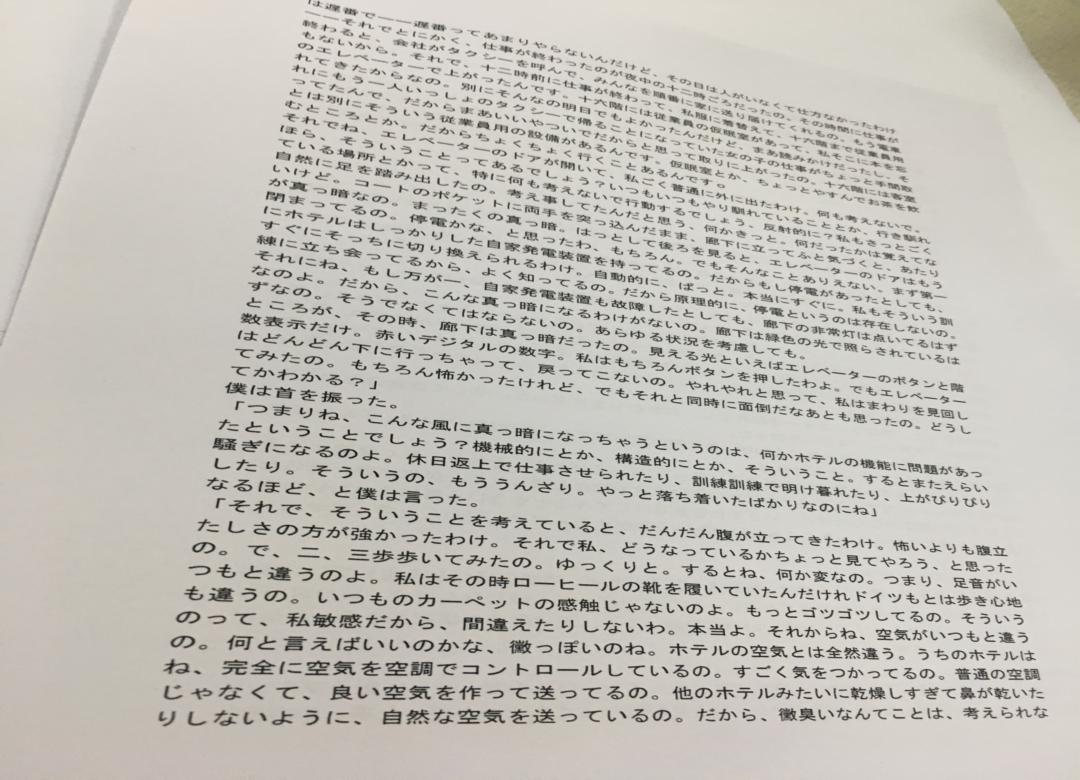 は遅番で——遅番ってあまりやらないんだけど、その日は人がいなくて仕方なかったわけ
——それでとにかく、仕事が終わったのが夜中の十二時ごろだったの。その時間に仕事が
終わると、会社がタクシーを呼んで、みんなを順番に家に送り届けてくれるの。もう電車
もないから。それで、十二時前に仕事が終わって、私服に着替えて、十六階まで従業員用
のエレベーターで上がったんです。十六階には従業員の仮眠室があって、私そこに本を忘
れてきたからなの。別にそんなの明日でもよかったんだけど、まあ読みかけだったし、そ
れにもう一人いっしょのタクシーで帰ることになっていた女の子の仕事がちょっと手間取
ってたんで、だからまあいいやついでだからと思って取りに上がったの。十六階には客室
とは別にそういう従業員用の設備があるんです。仮眠室とか、ちょっとやすんでお茶を飲
むところとか。だからちょくちょく行くことあるんです。
それでね、エレベーターのドアが開いて、私ごく普通に外に出たわけ。何も考えないで。
ほら、そういうことってあるでしょう？いつもいつもやり馴れていることとか、行き馴れ
ている場所とかって、特に何も考えないで行動するでしょう、反射的に？私もきっとごく
自然に足を踏み出したの。考え事してたんだと思う、何かきっと。何だったかは覚えてな
いけど。コートのポケットに両手を突っ込んだまま、廊下に立ってふと気づくと、あたり
が真っ暗なの。まったくの真っ暗。はっとして後ろを見ると、エレベーターのドアはもう
閉まってるの。停電かな、と思ったわ、もちろん。でもそんなことありえない。まず第一
にホテルはしっかりした自家発電装置を持ってるの。だからもし停電があったとしても、
すぐにそっちに切り換えられるわけ。自動的に、ぱっと。本当にすぐに。私もそういう訓
練に立ち会ってるから、よく知ってるの。だから原理的に、停電というのは存在しないの。
それにね、もし万が一、自家発電装置も故障したとしても、廊下の非常灯は点いてるはず
なのよ。だから、こんな真っ暗になるわけがないの。廊下は緑色の光で照らされているは
ずなの。そうでなくてはならないの。あらゆる状況を考慮しても。
ところが、その時、廊下は真っ暗だったの。見える光といえばエレベーターのボタンと階
数表示だけ。赤いデジタルの数字。私はもちろんボタンを押したわよ。でもエレベーター
はどんどん下に行っちゃって、戻ってこないの。やれやれと思って、私はまわりを見回し
てみたの。もちろん怖かったけれど、でもそれと同時に面倒だなあとも思ったの。どうし
てかわかる？」
僕は首を振った。
「つまりね、こんな風に真っ暗になっちゃうというのは、何かホテルの機能に問題があっ
たということでしょう？機械的にとか、構造的にとか、そういうこと。するとまたえらい
騒ぎになるのよ。休日返上で仕事させられたり、訓練訓練で明け暮れたり、上がぴりぴり
したり。そういうの、もううんざり。やっと落ち着いたばかりなのにね」
なるほど、と僕は言った。
「それで、そういうことを考えていると、だんだん腹が立ってきたわけ。怖いよりも腹立
たしさの方が強かったわけ。それで私、どうなっているかちょっと見てやろう、と思った
の。で、二、三歩歩いてみたの。ゆっくりと。するとね、何か変なの。つまり、足音がい
つもと違うのよ。私はその時ローヒールの靴を履いていたんだけれドイツもとは歩き心地
も違うの。いつものカーペットの感触じゃないのよ。もっとゴツゴツしてるの。そういう
のって、私敏感だから、間違えたりしないわ。本当よ。それからね、空気がいつもと違う
の。何と言えばいいのかな、黴っぽいのね。ホテルの空気とは全然違う。うちのホテルは
ね、完全に空気を空調でコントロールしているの。すごく気をつかってるの。普通の空調
じゃなくて、良い空気を作って送ってるの。他のホテルみたいに乾燥しすぎて鼻が乾いた
りしないように、自然な空気を送っているの。だから、黴臭いなんてことは、考えられな